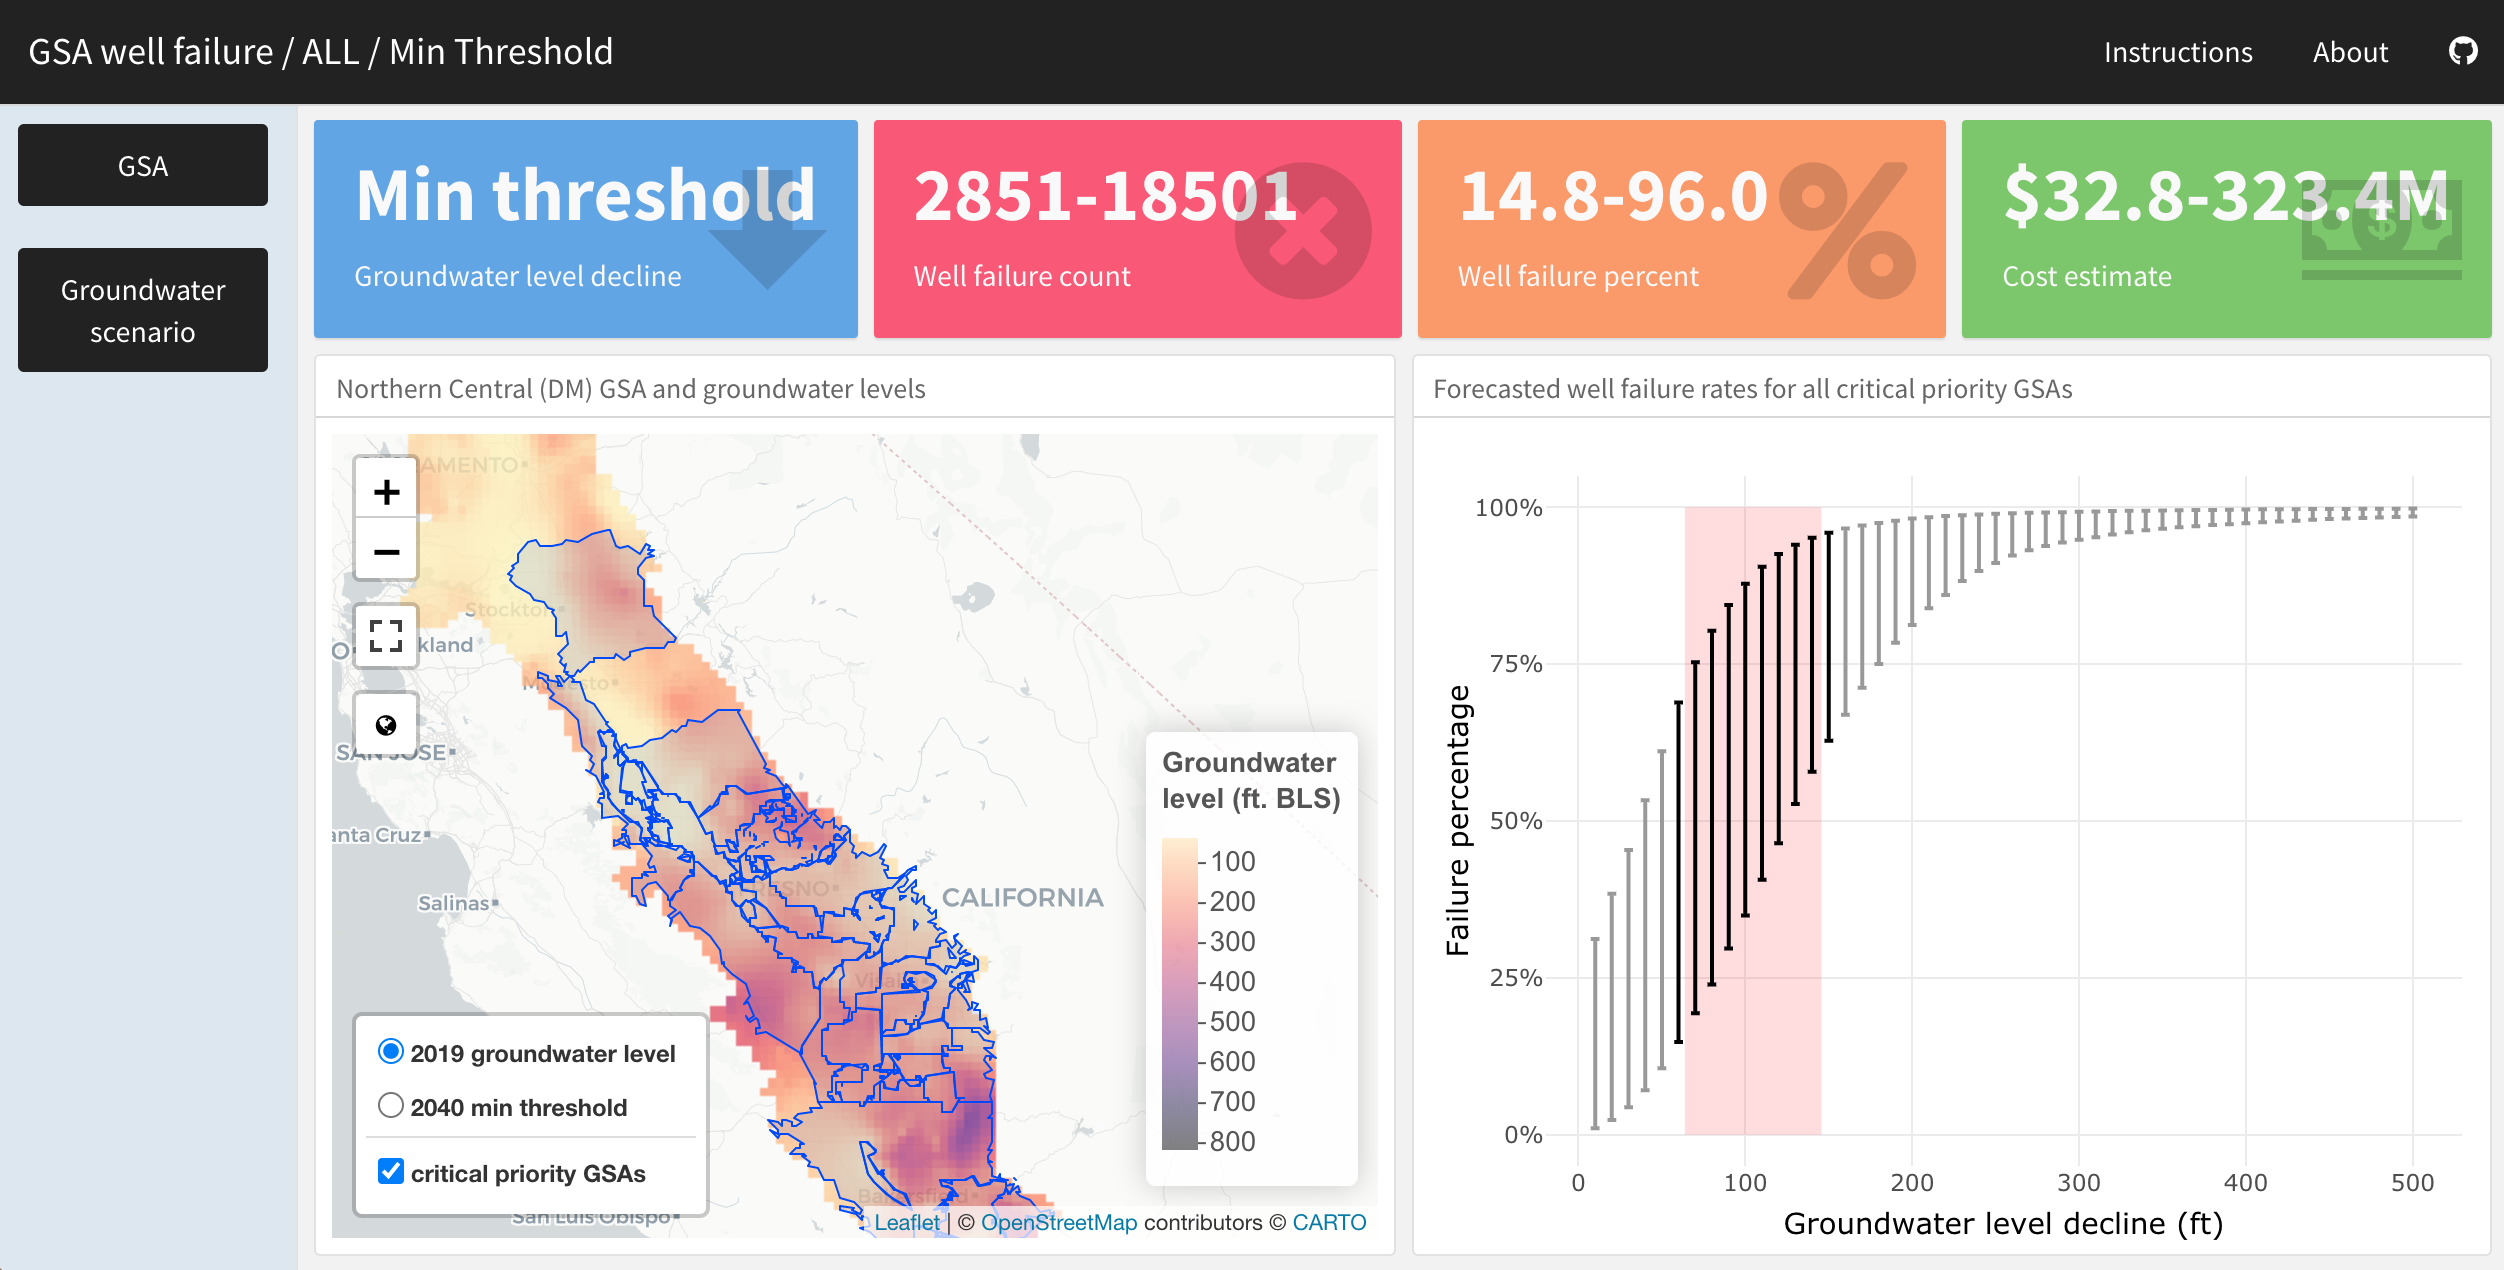 GSA well failure / ALL / Min Threshold
Instructions
About
GSA
Groundwater
scenario
Min threshold
Groundwater level decline
2851-18501
Well failure count
14.8-96.0
Well failure percent
$32.8-323.4M
Cost estimate
Northern Central (DM) GSA and groundwater levels
+
−
Stockton
kland
Modesto
SAN JOSE
anta Cruz
Salinas
FRESNO
CALIFORNIA
Visalia
Bakersfield
San Luis Obispo
Groundwater
level (ft. BLS)
100
200
300
400
500
600
700
800
2019 groundwater level
2040 min threshold
critical priority GSAs
Leaflet | © OpenStreetMap contributors © CARTO
Forecasted well failure rates for all critical priority GSAs
100%
75%
50%
25%
0%
Failure percentage
0
100
200
300
400
500
Groundwater level decline (ft)